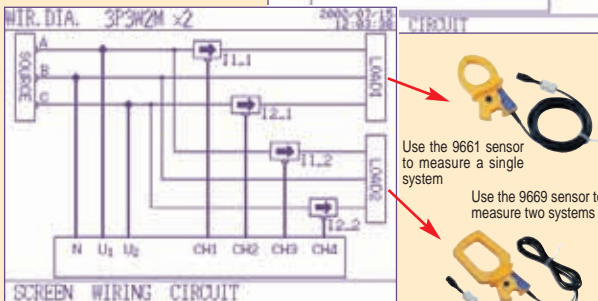 WIR.DIA. 3P3W2M ×2
2000/07/15
12:03:30
CIRCUIT
A
B
C
SOURCE
I1_1
I2_1
I1_2
I2_2
LOAD1
LOAD2
N U1 U2 CH1 CH2 CH3 CH4
SCREEN WIRING CIRCUIT
Use the 9661 sensor
to measure a single
system
Use the 9669 sensor to
measure two systems